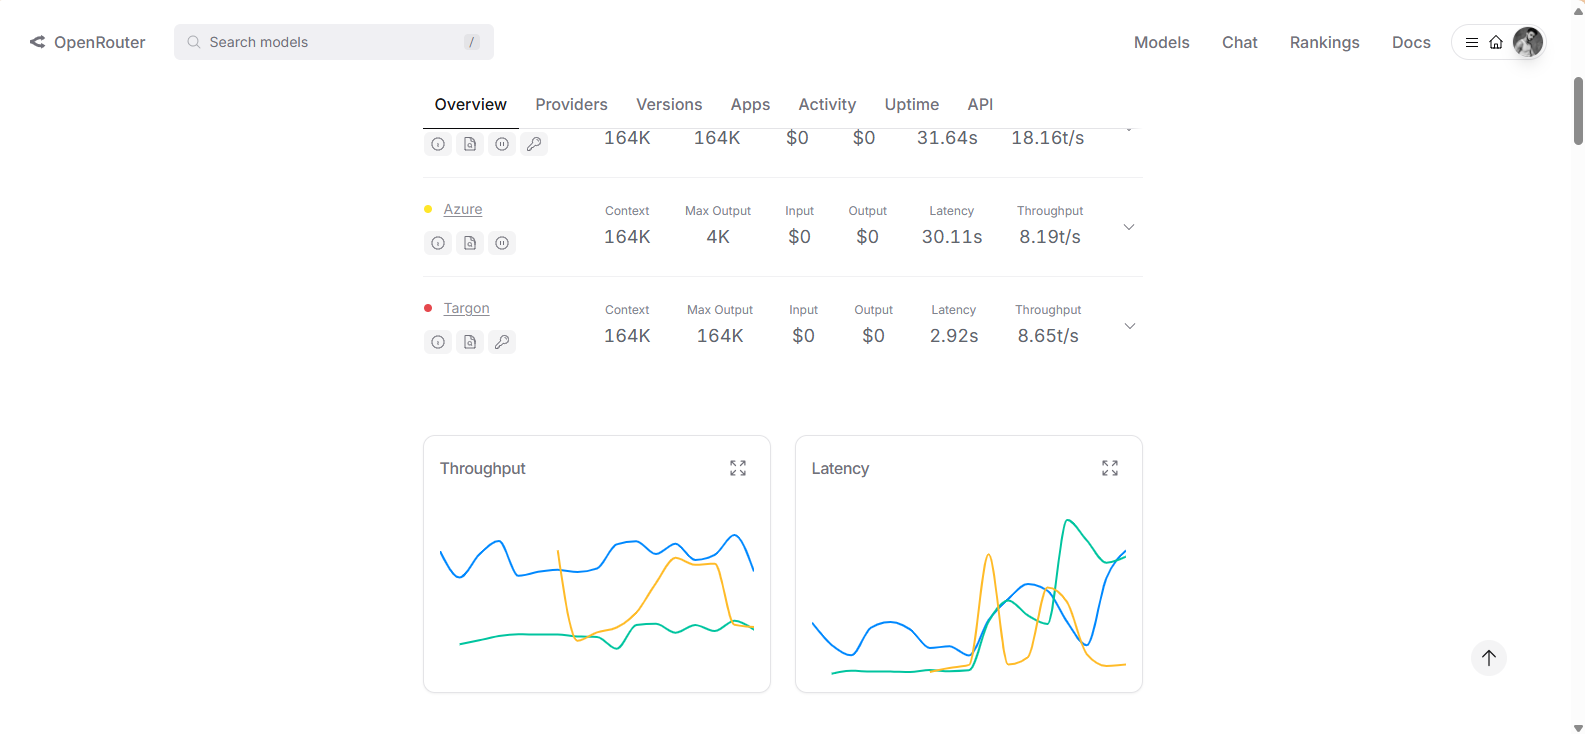 OpenRouter Search models / Models Chat Rankings Docs
Overview Providers Versions Apps Activity Uptime API
164K 164K $0 $0 31.64s 18.16t/s
Azure Context Max Output Input Output Latency Throughput
164K 4K $0 $0 30.11s 8.19t/s
Targon Context Max Output Input Output Latency Throughput
164K 164K $0 $0 2.92s 8.65t/s
Throughput Latency